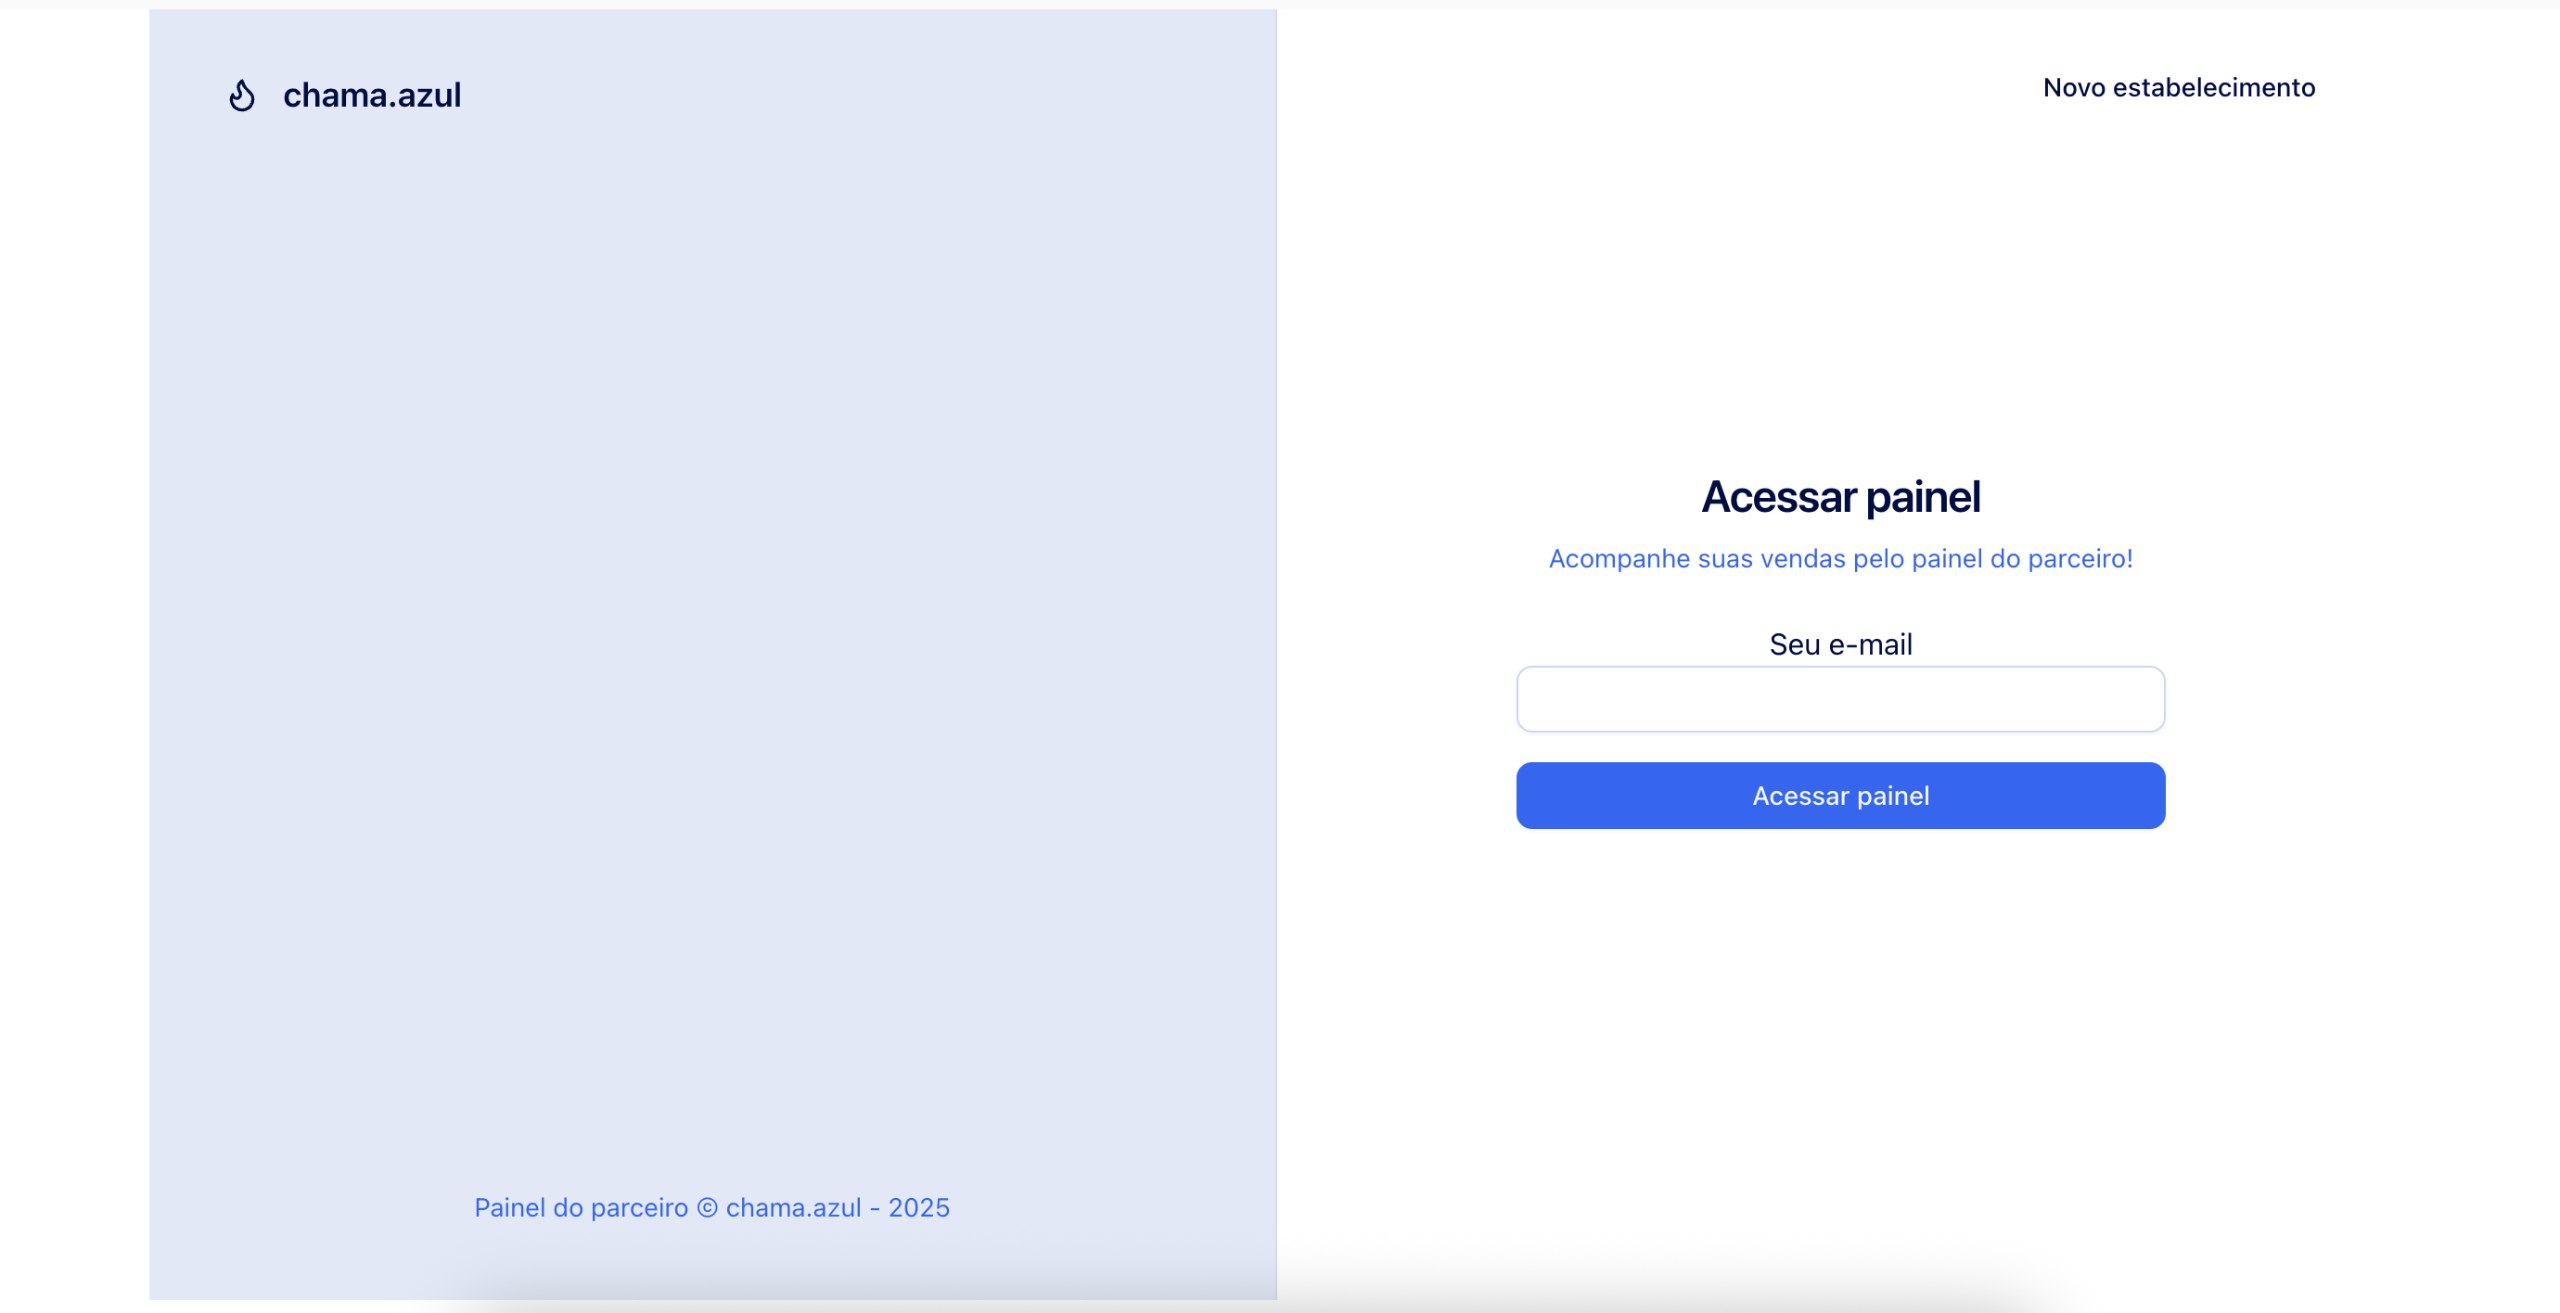 chama.azul
Novo estabelecimento
Acessar painel
Acompanhe suas vendas pelo painel do parceiro!
Seu e-mail
Acessar painel
Painel do parceiro © chama.azul - 2025